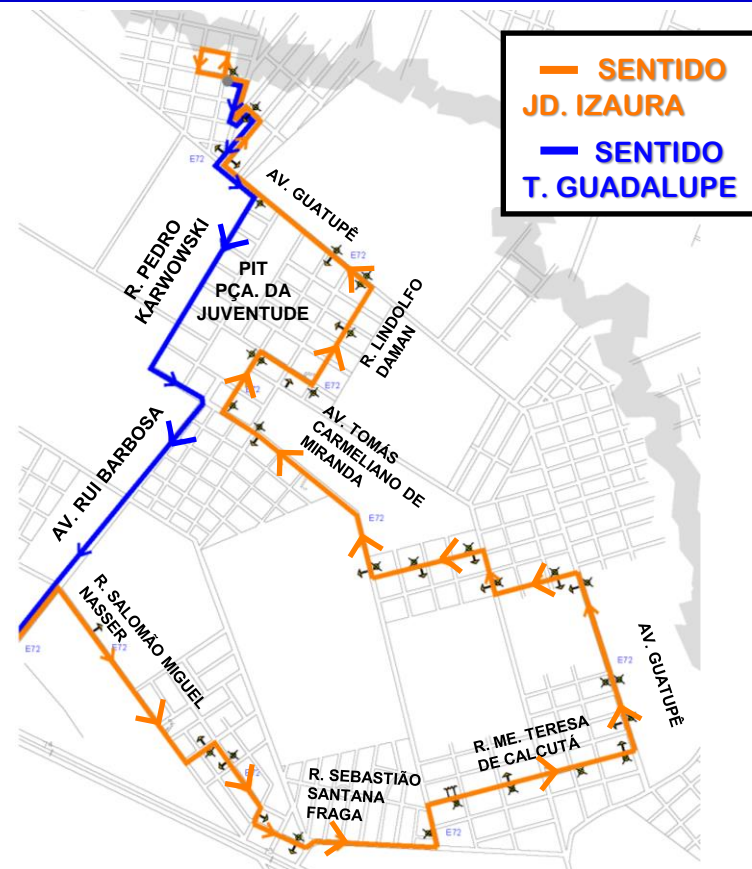 SENTIDO
JD. IZAURA
SENTIDO
T. GUADALUPE
E72
AV. GUATUPÊ
E72
R. PEDRO
KARWOWSKI
PIT
PÇA. DA
JUVENTUDE
R. LINDOLFO
DAMAN
E72
E72
AV. TOMÁS
CARMELIANO DE
MIRANDA
AV. RUI BARBOSA
E72
R. SALOMÃO MIGUEL
NASSER
E72
E72
AV. GUATUPÊ
E72
R. ME. TERESA
DE CALCUTÁ
E72
R. SEBASTIÃO
SANTANA
FRAGA
E72